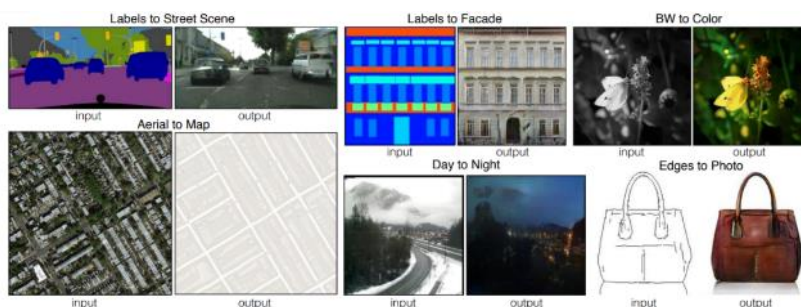 Labels to Street Scene
input
output
Aerial to Map
input
output
Labels to Facade
input
output
BW to Color
input
output
Day to Night
input
output
Edges to Photo
input
output